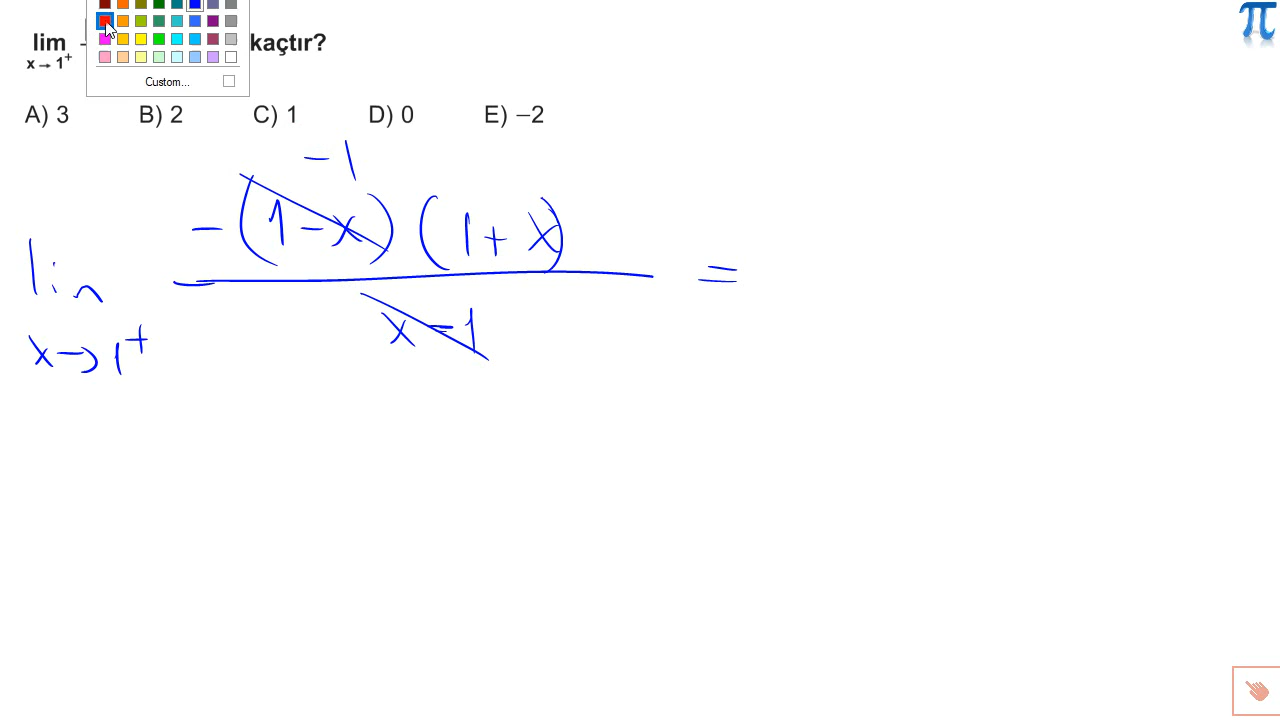 lim kaçtır?
x → 1⁺
Custom...
A) 3 B) 2 C) 1 D) 0 E) −2
−1
−(1−x)(1+x)
lim =
x−1
x→1⁺